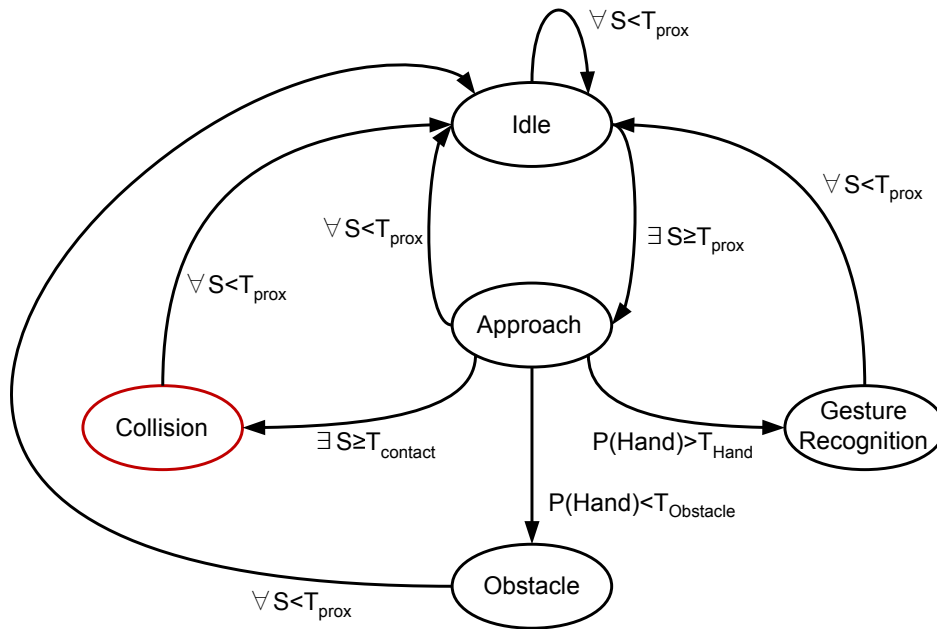 ∀ S<T_prox
Idle
∀ S<T_prox
∀ S<T_prox
∃ S≥T_prox
∀ S<T_prox
Approach
Collision
∃ S≥T_contact
P(Hand)>T_Hand
Gesture
Recognition
P(Hand)<T_Obstacle
Obstacle
∀ S<T_prox